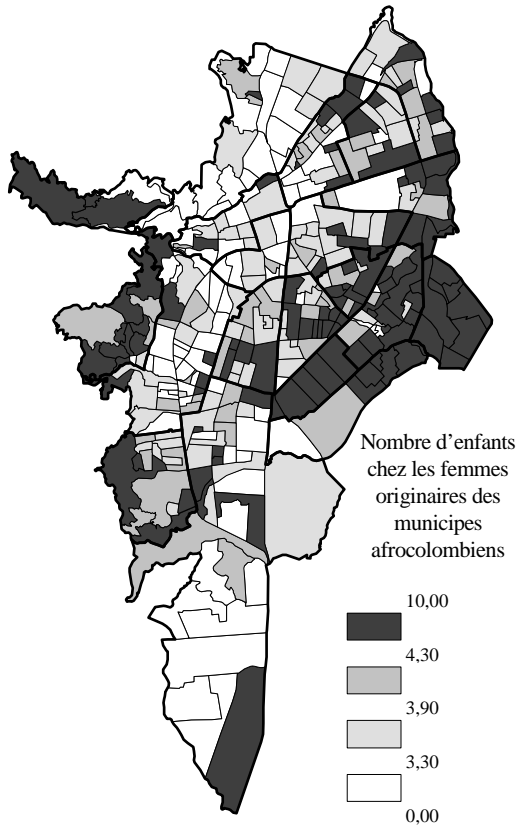 Nombre d'enfants
chez les femmes
originaires des
municipes
afrocolombiens
10,00
4,30
3,90
3,30
0,00